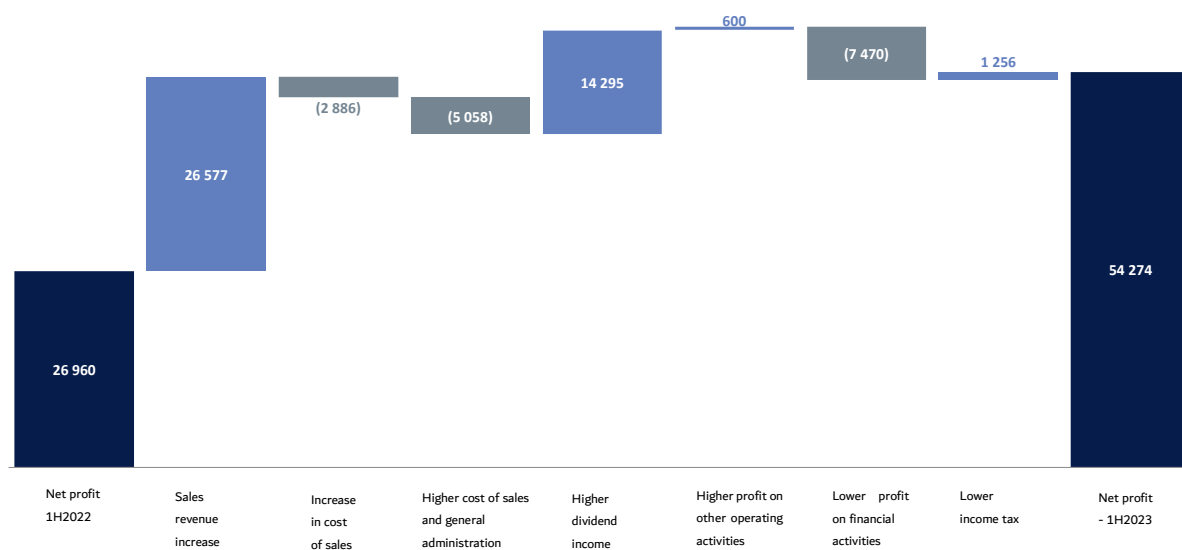 600
(7 470)
1 256
14 295
(2 886)
(5 058)
26 577
54 274
26 960
Net profit
1H2022
Sales
revenue
increase
Increase
in cost
of sales
Higher cost of sales
and general
administration
Higher
dividend
income
Higher profit on
other operating
activities
Lower profit
on financial
activities
Lower
income tax
Net profit
- 1H2023